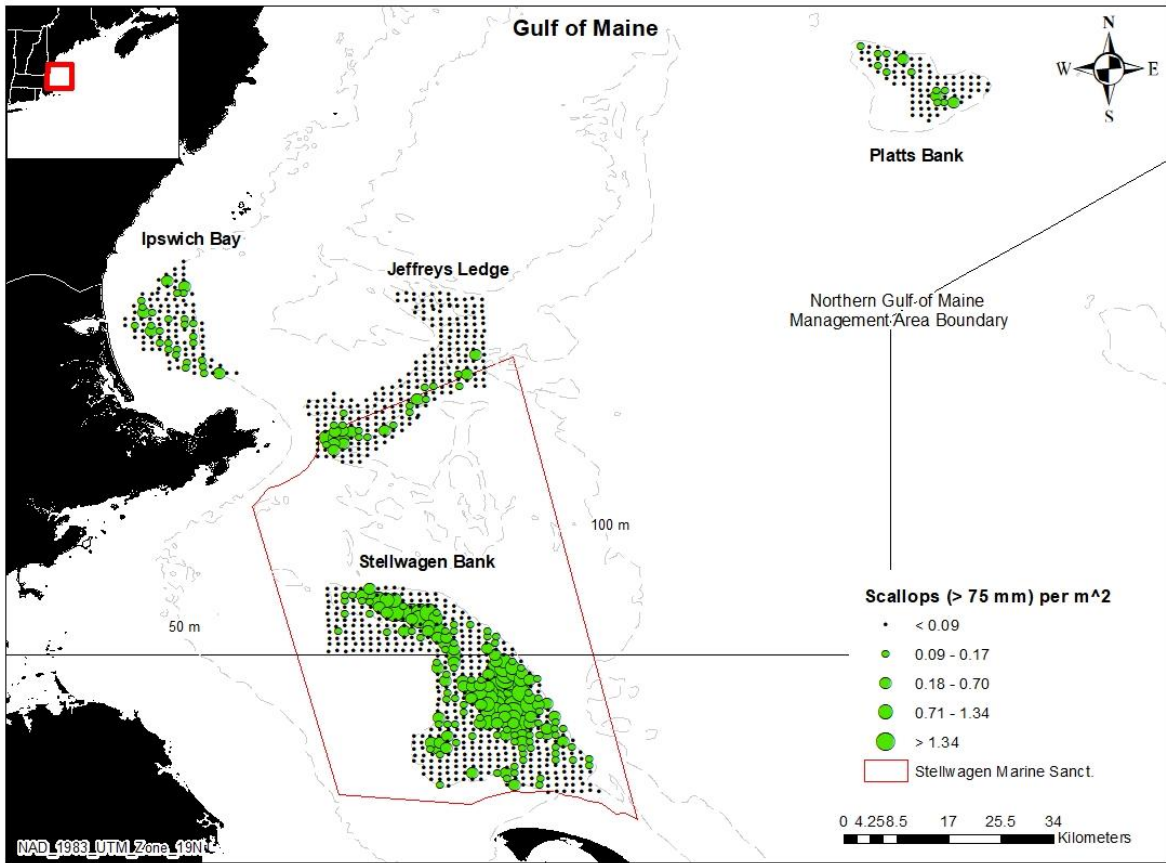 Gulf of Maine
N
W E
S
Platts Bank
Ipswich Bay
Jeffreys Ledge
Northern Gulf of Maine
Management Area Boundary
100 m
Stellwagen Bank
50 m
Scallops (> 75 mm) per m^2
< 0.09
0.09 - 0.17
0.18 - 0.70
0.71 - 1.34
> 1.34
Stellwagen Marine Sanct.
0 4.25 8.5 17 25.5 34
Kilometers
NAD_1983_UTM_Zone_19N